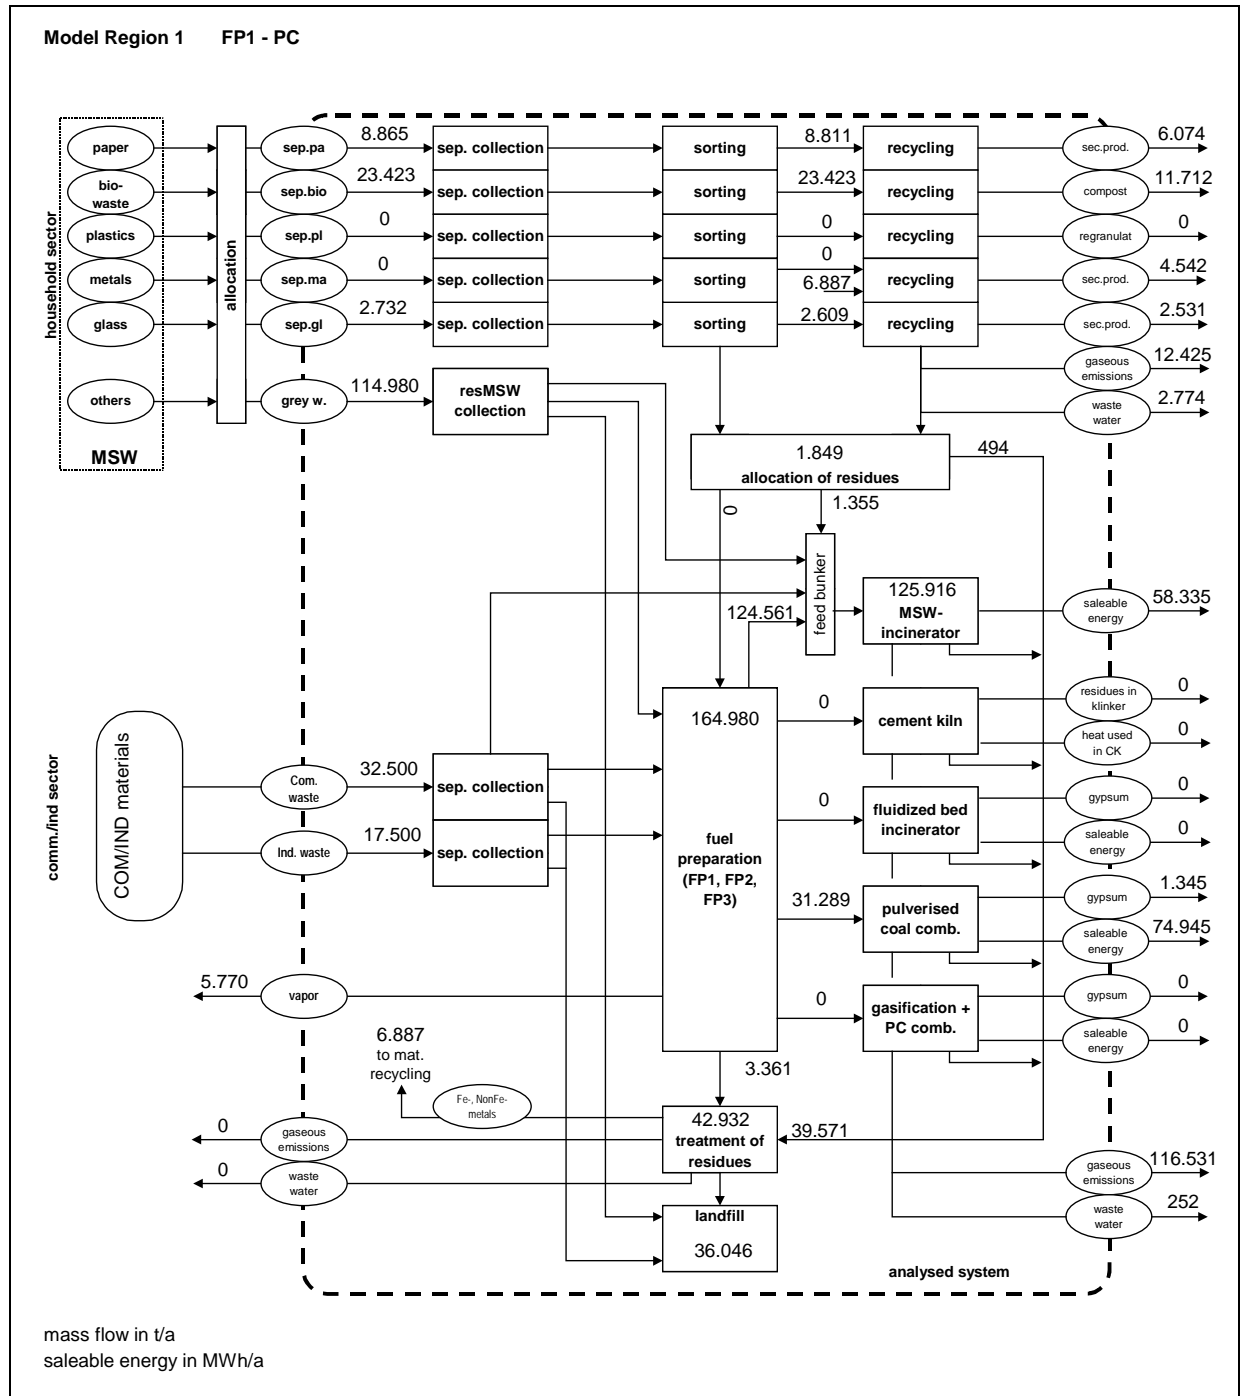 Model Region 1 FP1 - PC
household sector
paper
sep.pa
8.865
sep. collection
sorting
8.811
recycling
sec.prod.
6.074
bio-
waste
sep.bio
23.423
sep. collection
sorting
23.423
recycling
compost
11.712
plastics
sep.pl
0
sep. collection
sorting
0
recycling
regranulat
0
metals
sep.ma
0
sep. collection
sorting
0
6.887
recycling
sec.prod.
4.542
glass
sep.gl
2.732
sep. collection
sorting
2.609
recycling
sec.prod.
2.531
allocation
gaseous
emissions
12.425
others
grey w.
114.980
resMSW
collection
waste
water
2.774
MSW
1.849
allocation of residues
494
0
1.355
feed bunker
124.561
125.916
MSW-
incinerator
saleable
energy
58.335
164.980
fuel
preparation
(FP1, FP2,
FP3)
0
cement kiln
residues in
klinker
0
heat used
in CK
0
comm./ind sector
COM/IND materials
Com.
waste
32.500
sep. collection
Ind. waste
17.500
sep. collection
0
fluidized bed
incinerator
gypsum
0
saleable
energy
0
31.289
pulverised
coal comb.
gypsum
1.345
saleable
energy
74.945
5.770
vapor
0
gasification +
PC comb.
gypsum
0
saleable
energy
0
6.887
to mat.
recycling
Fe-, NonFe-
metals
3.361
42.932
treatment of
residues
39.571
0
gaseous
emissions
0
waste
water
gaseous
emissions
116.531
waste
water
252
landfill
36.046
analysed system
mass flow in t/a
saleable energy in MWh/a